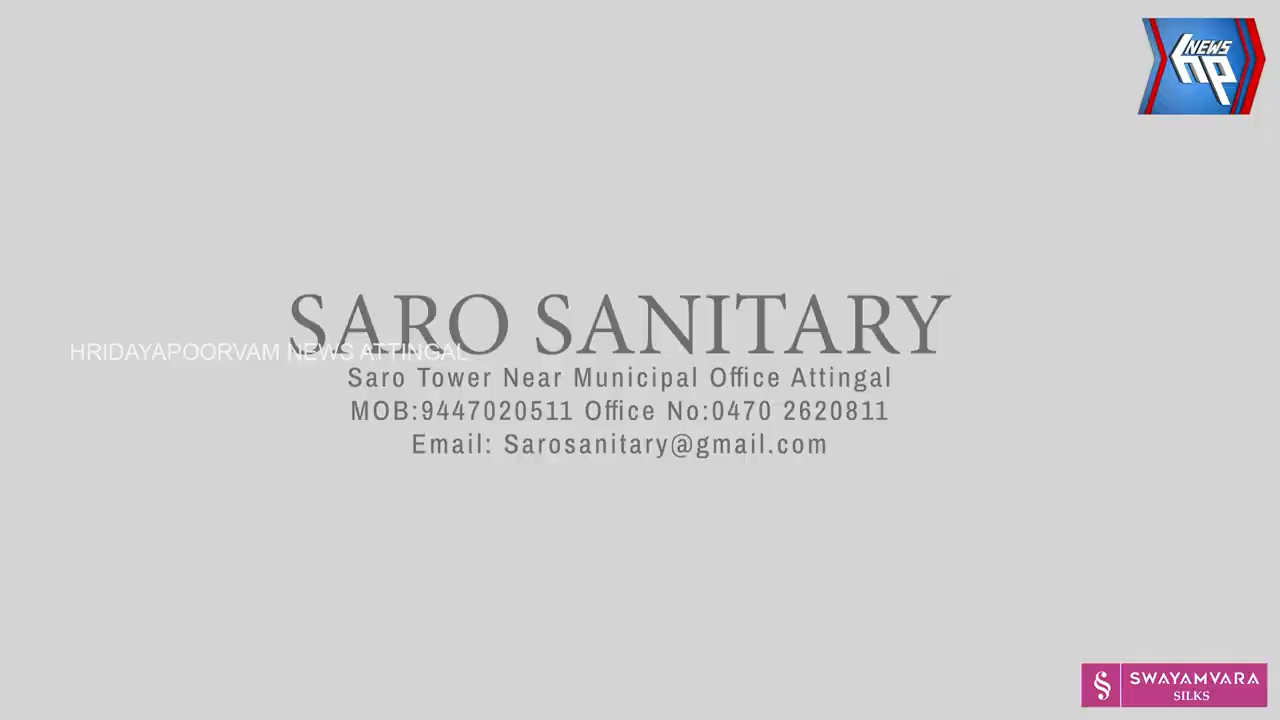 NEWS
hp
SARO SANITARY
HRIDAYAPOORVAM NEWS ATTINGAL
Saro Tower Near Municipal Office Attingal
MOB:9447020511 Office No:0470 2620811
Email: Sarosanitary@gmail.com
SWAYAMVARA
SILKS